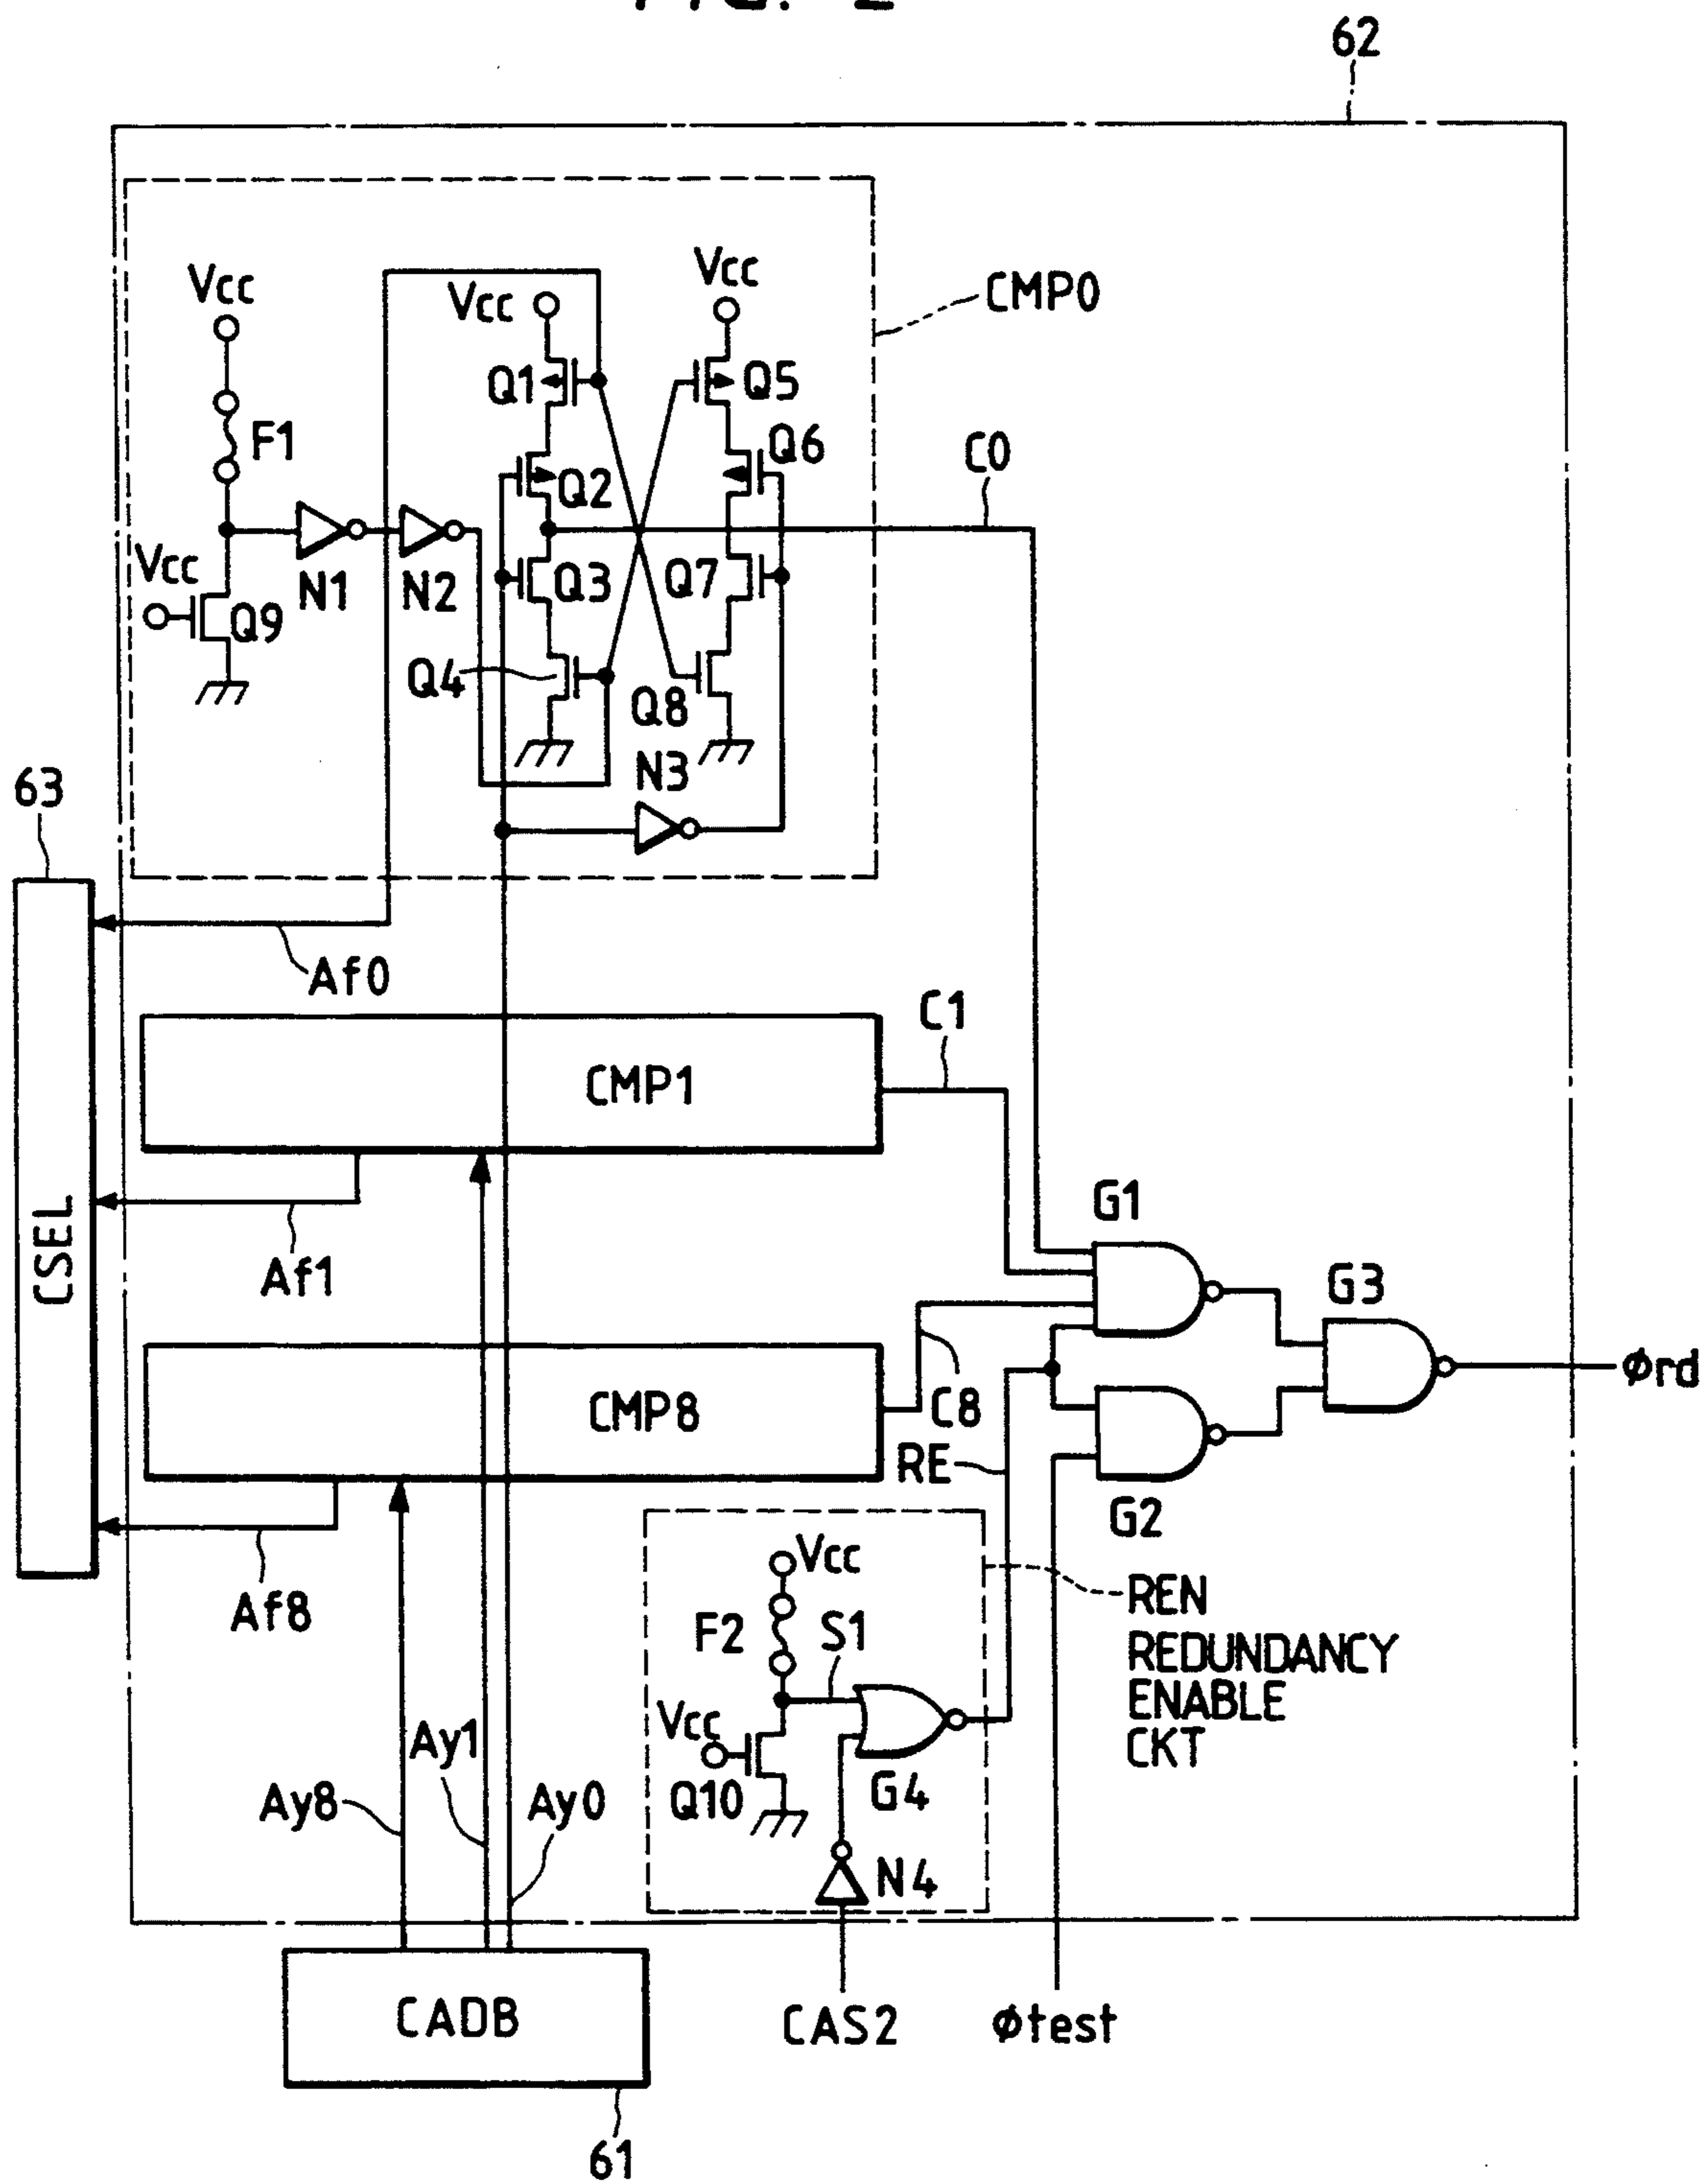 FIG. 2
62
Vcc
Vcc
Vcc
CMP0
Q1
Q5
F1
Q2
Q6
C0
Vcc
N1
N2
Q3
Q7
Q9
Q4
Q8
N3
63
Af0
C1
CMP1
CSEL
Af1
G1
G3
CMP8
C8
φrd
RE
G2
Af8
Vcc
F2
S1
REN
REDUNDANCY
ENABLE
CKT
Vcc
Q10
G4
Ay1
Ay8
Ay0
N4
CADB
CAS2
φtest
61